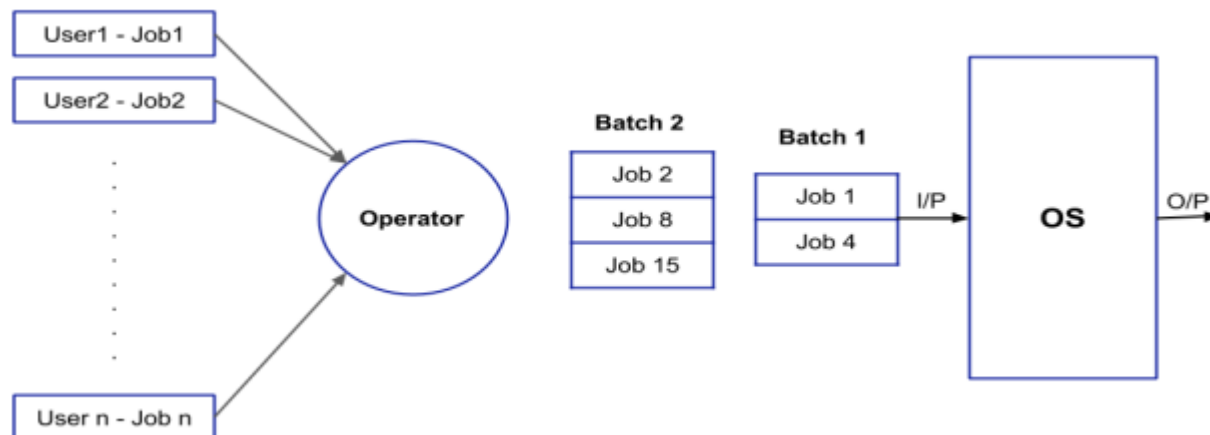 User1 - Job1
User2 - Job2
User n - Job n
Operator
Batch 2
Job 2
Job 8
Job 15
Batch 1
Job 1
Job 4
I/P
OS
O/P